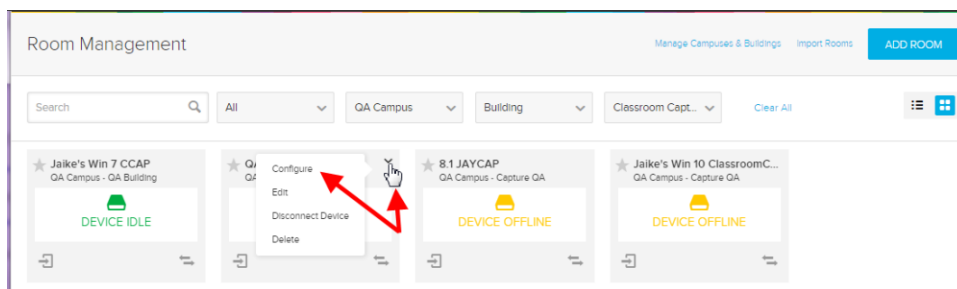 Room Management
Manage Campuses & Buildings
Import Rooms
ADD ROOM
Search
All
QA Campus
Building
Classroom Capt...
Clear All
Jaike's Win 7 CCAP
QA Campus - QA Building
DEVICE IDLE
QA
QA
Configure
Edit
Disconnect Device
Delete
8.1 JAYCAP
QA Campus - Capture QA
DEVICE OFFLINE
Jaike's Win 10 ClassroomC...
QA Campus - Capture QA
DEVICE OFFLINE